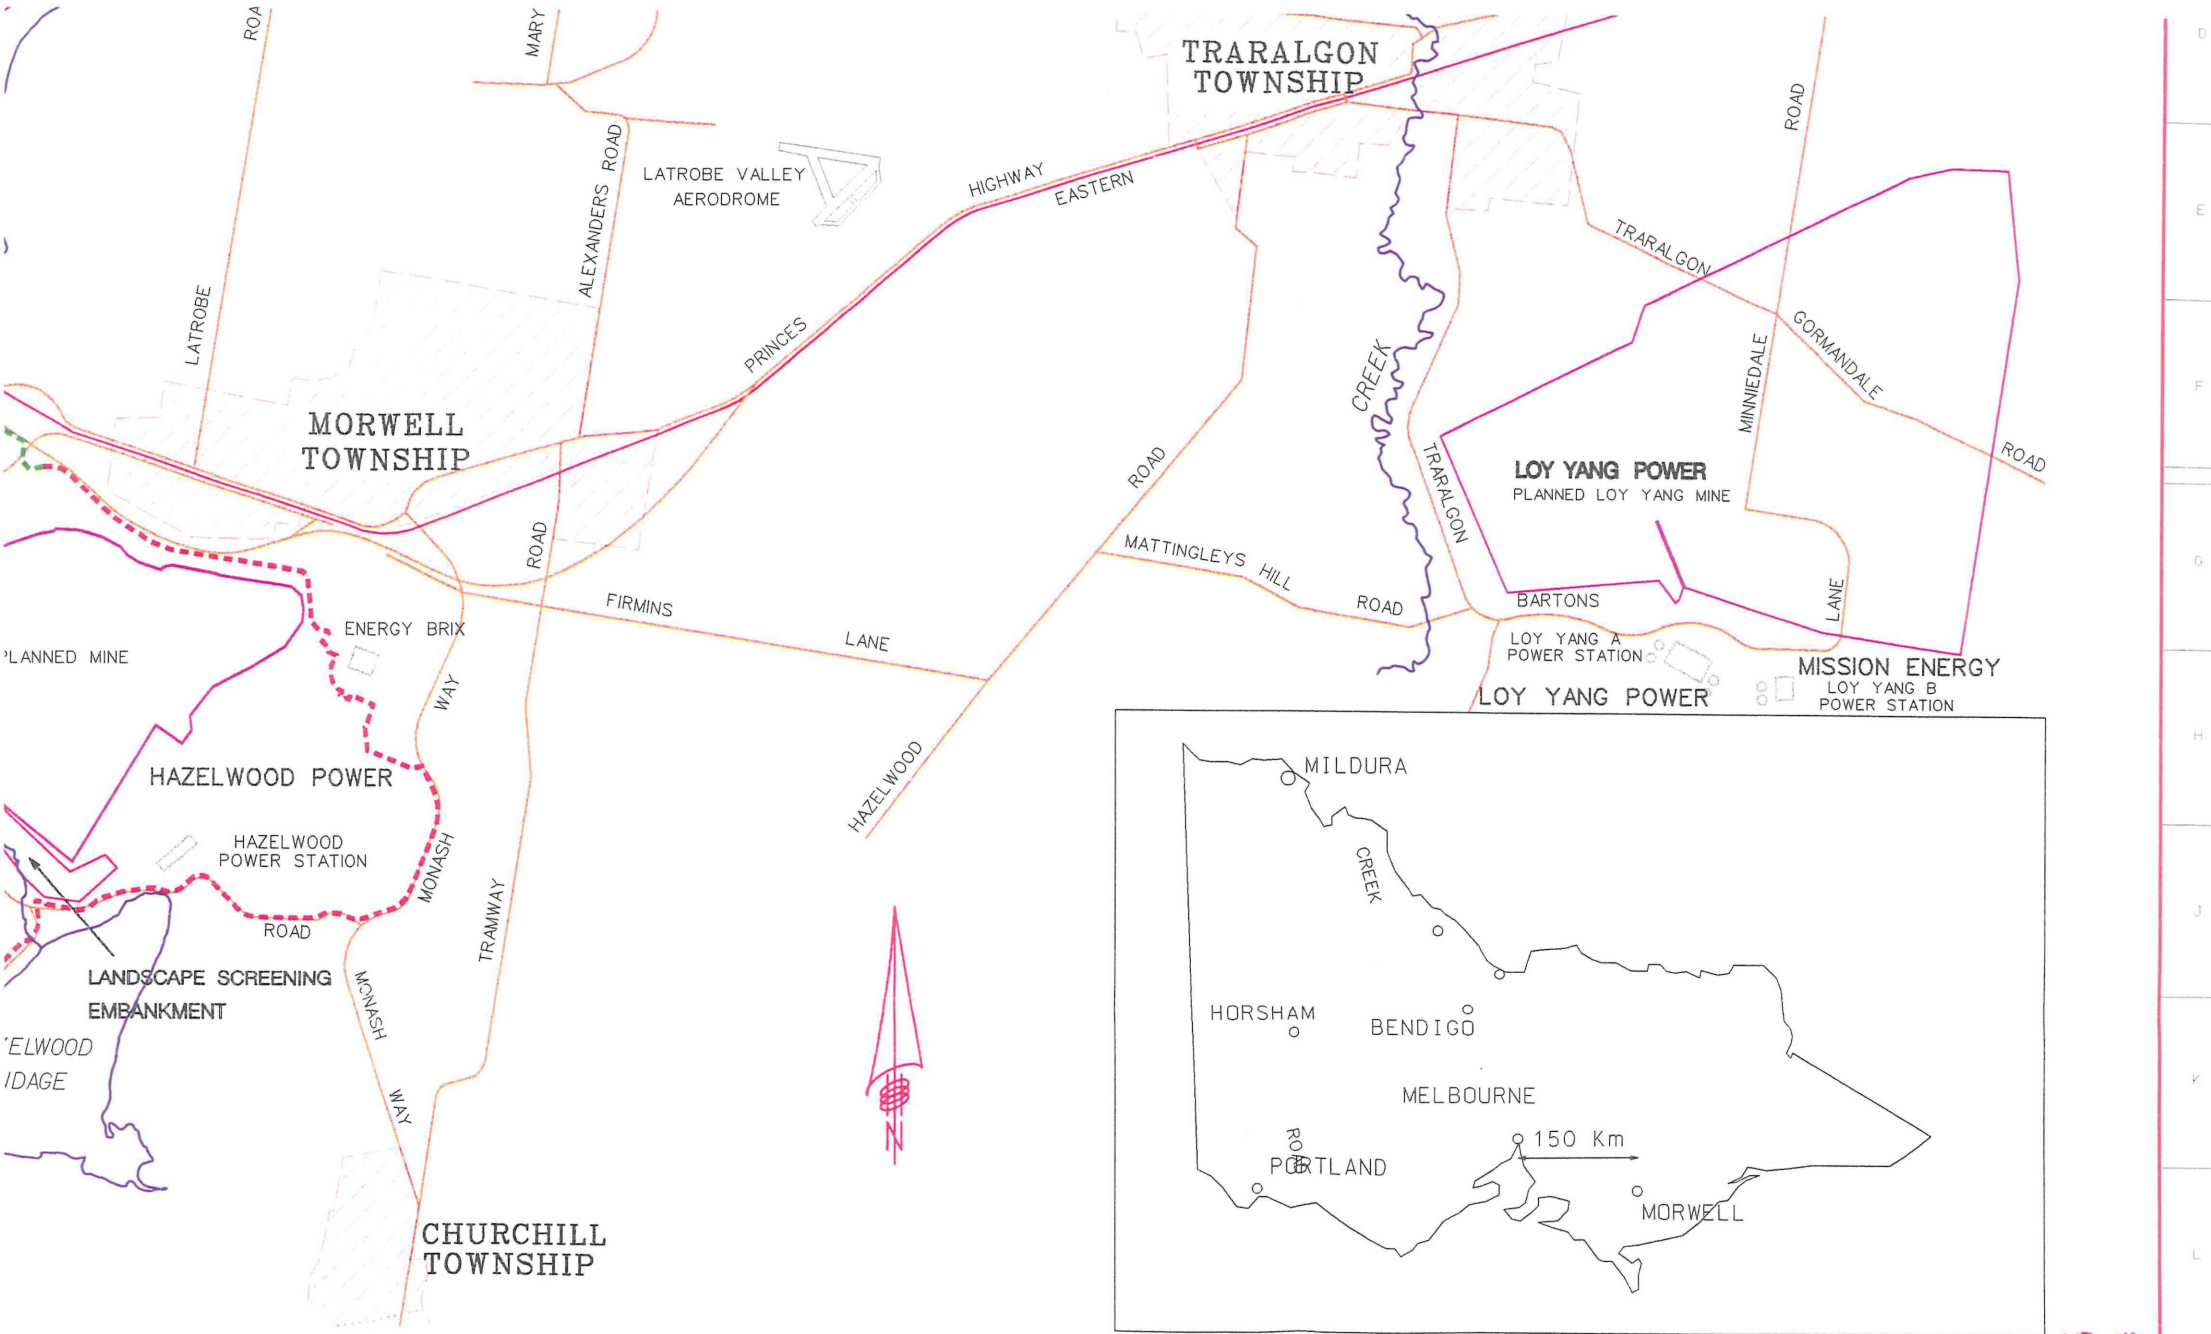 ROA
MARY
TRARALGON
TOWNSHIP
D
ROAD
ALEXANDERS ROAD
LATROBE VALLEY
AERODROME
HIGHWAY
EASTERN
E
TRARALGON
LATROBE
PRINCES
CREEK
GORMANDALE
MINNIEDALE
F
MORWELL
TOWNSHIP
ROAD
TRARALGON
LOY YANG POWER
PLANNED LOY YANG MINE
ROAD
ROAD
MATTINGLEYS HILL
ROAD
G
FIRMINS
LANE
BARTONS
LANE
ENERGY BRIX
PLANNED MINE
WAY
LOY YANG A
POWER STATION
LOY YANG POWER
MISSION ENERGY
LOY YANG B
POWER STATION
H
HAZELWOOD POWER
HAZELWOOD
HAZELWOOD
POWER STATION
MONASH
ROAD
TRAMWAY
J
LANDSCAPE SCREENING
EMBANKMENT
MONASH
WAY
ELWOOD
IDAGE
N
MILDURA
CREEK
HORSHAM
BENDIGO
MELBOURNE
K
150 Km
ROAD
PORTLAND
MORWELL
L
CHURCHILL
TOWNSHIP